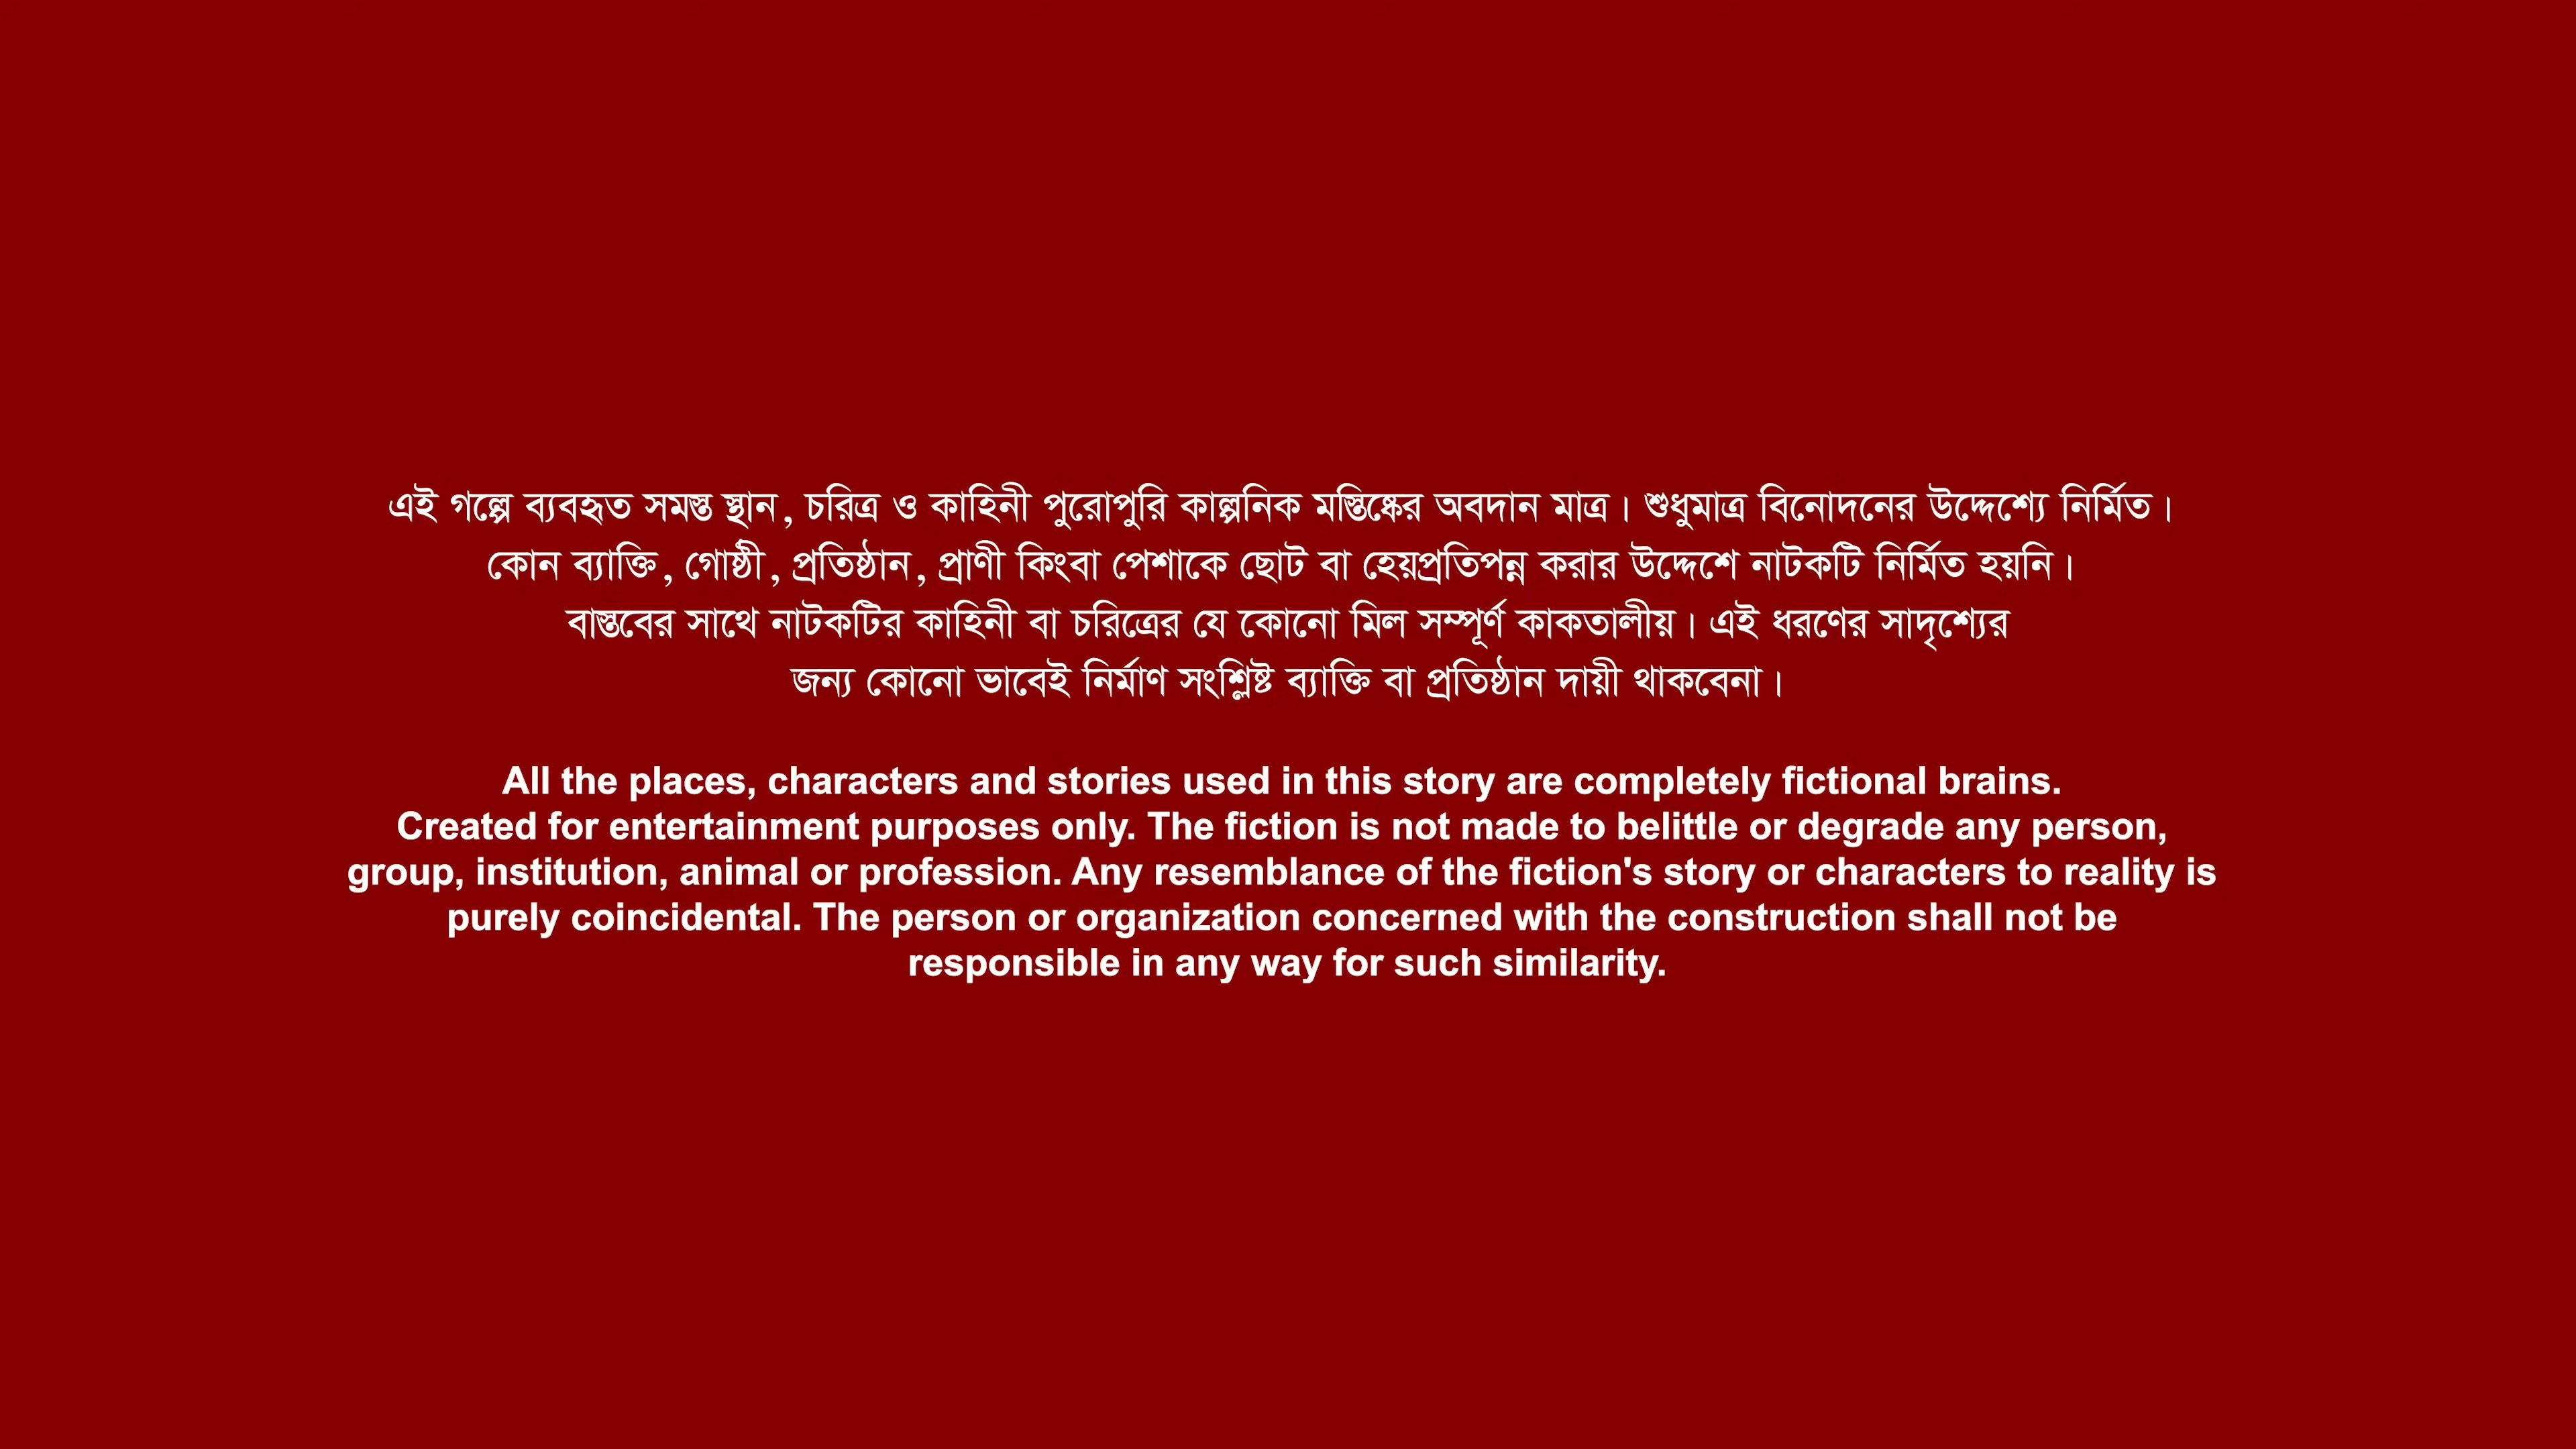 এই গল্পে ব্যবহৃত সমস্ত স্থান, চরিত্র ও কাহিনী পুরোপুরি কাল্পনিক মস্তিষ্কের অবদান মাত্র। শুধুমাত্র বিনোদনের উদ্দেশ্যে নির্মিত।
কোন ব্যাক্তি, গোষ্ঠী, প্রতিষ্ঠান, প্রাণী কিংবা পেশাকে ছোট বা হেয়প্রতিপন্ন করার উদ্দেশে নাটকটি নির্মিত হয়নি।
বাস্তবের সাথে নাটকটির কাহিনী বা চরিত্রের যে কোনো মিল সম্পূর্ণ কাকতালীয়। এই ধরণের সাদৃশ্যের
জন্য কোনো ভাবেই নির্মাণ সংশ্লিষ্ট ব্যাক্তি বা প্রতিষ্ঠান দায়ী থাকবেনা।
All the places, characters and stories used in this story are completely fictional brains.
Created for entertainment purposes only. The fiction is not made to belittle or degrade any person,
group, institution, animal or profession. Any resemblance of the fiction's story or characters to reality is
purely coincidental. The person or organization concerned with the construction shall not be
responsible in any way for such similarity.